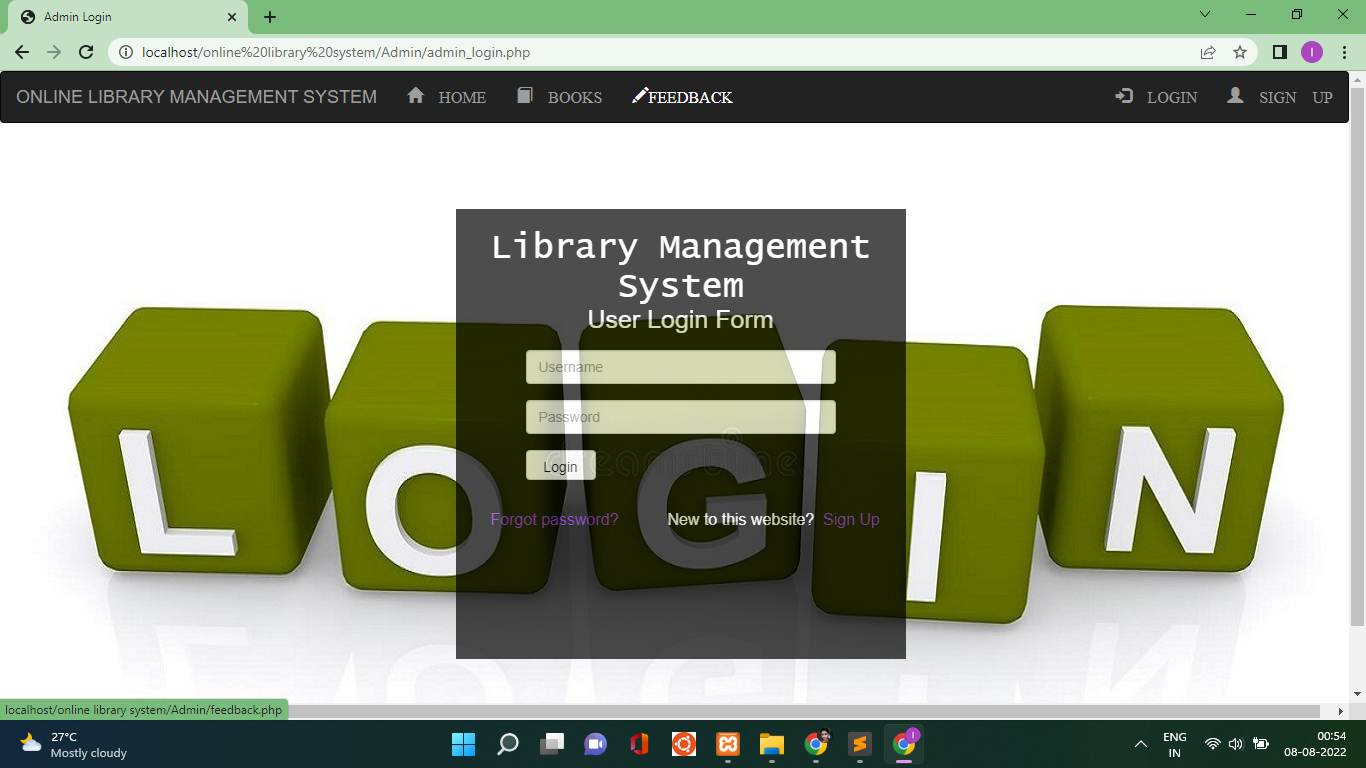 Admin Login
localhost/online%20library%20system/Admin/admin_login.php
I
ONLINE LIBRARY MANAGEMENT SYSTEM HOME BOOKS FEEDBACK LOGIN SIGN UP
Library Management
System
User Login Form
Username
Password
Login
Forgot password? New to this website? Sign Up
L O G I N
dreamstime.
localhost/online library system/Admin/feedback.php
27°C
Mostly cloudy
I
ENG
IN
00:54
08-08-2022